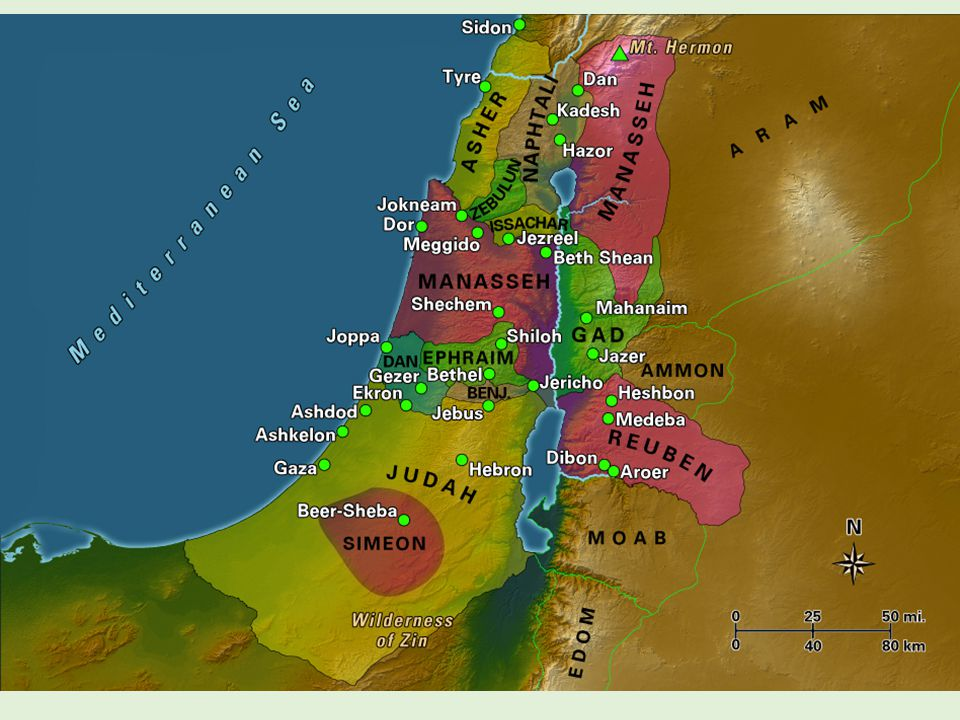 Sidon
Mt. Hermon
Mediterranean Sea
Tyre
Dan
ASHER
NAPHTALI
Kadesh
MANASSEH
ARAM
Hazor
ZEBULUN
Jokneam
Dor
ISSACHAR
Meggido
Jezreel
Beth Shean
MANASSEH
Shechem
Mahanaim
Joppa
Shiloh
GAD
DAN
EPHRAIM
Jazer
Gezer
Bethel
AMMON
Ekron
BENJ.
Jericho
Heshbon
Ashdod
Jebus
Medeba
Ashkelon
REUBEN
Gaza
JUDAH
Hebron
Dibon
Aroer
Beer-Sheba
SIMEON
MOAB
N
Wilderness
of Zin
EDOM
0 25 50 mi.
0 40 80 km